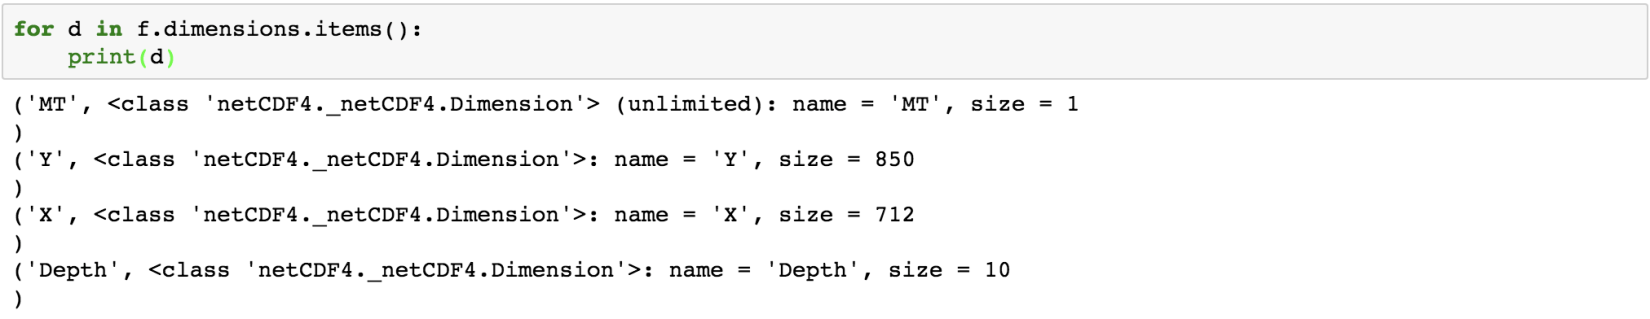 for d in f.dimensions.items():
    print(d)
('MT', <class 'netCDF4._netCDF4.Dimension'> (unlimited): name = 'MT', size = 1
)
('Y', <class 'netCDF4._netCDF4.Dimension'>: name = 'Y', size = 850
)
('X', <class 'netCDF4._netCDF4.Dimension'>: name = 'X', size = 712
)
('Depth', <class 'netCDF4._netCDF4.Dimension'>: name = 'Depth', size = 10
)